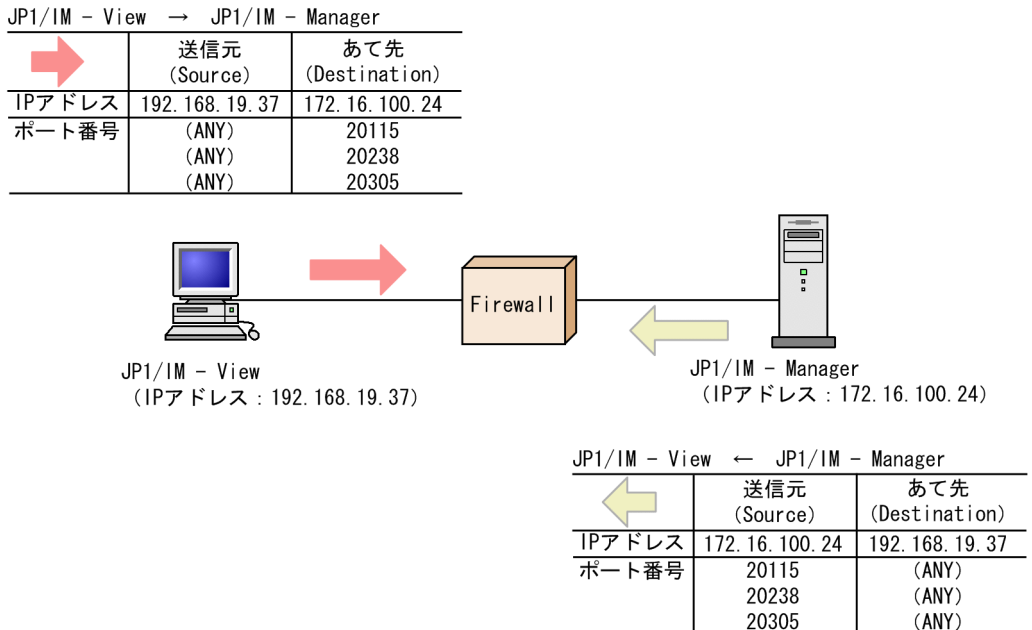 JP1/IM - View → JP1/IM - Manager
送信元 あて先
(Source) (Destination)
IPアドレス 192.168.19.37 172.16.100.24
ポート番号 (ANY) 20115
(ANY) 20238
(ANY) 20305
Firewall
JP1/IM - View
(IPアドレス:192.168.19.37)
JP1/IM - Manager
(IPアドレス:172.16.100.24)
JP1/IM - View ← JP1/IM - Manager
送信元 あて先
(Source) (Destination)
IPアドレス 172.16.100.24 192.168.19.37
ポート番号 20115 (ANY)
20238 (ANY)
20305 (ANY)